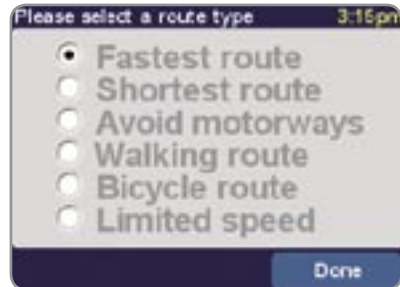 Please select a route type 3:15pm
Fastest route
Shortest route
Avoid motorways
Walking route
Bicycle route
Limited speed
Done